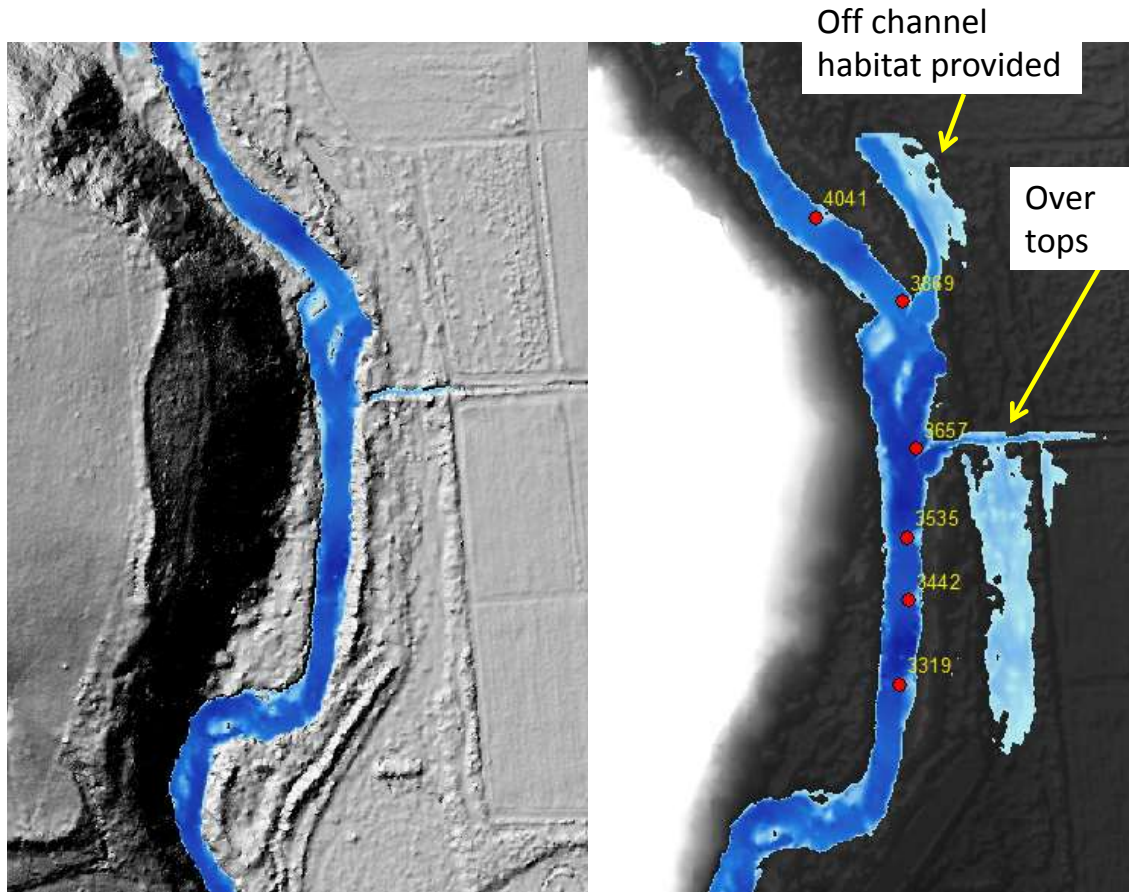 Off channel
habitat provided
Over
tops
4041
3869
3657
3535
3442
3319